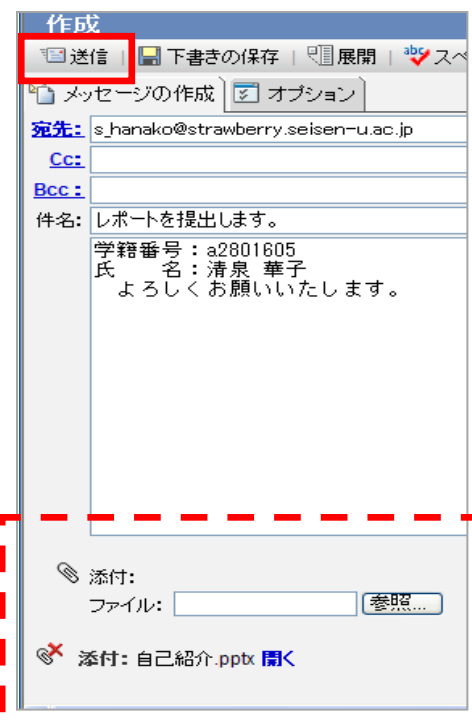 作成
送信 | 下書きの保存 | 展開 | abc スペ
メッセージの作成 オプション
宛先: s_hanako@strawberry.seisen-u.ac.jp
Cc:
Bcc :
件名: レポートを提出します。
学籍番号：a2801605
氏　　名：清泉 華子
　よろしくお願いいたします。
添付:
ファイル: 参照...
添付: 自己紹介.pptx 開く